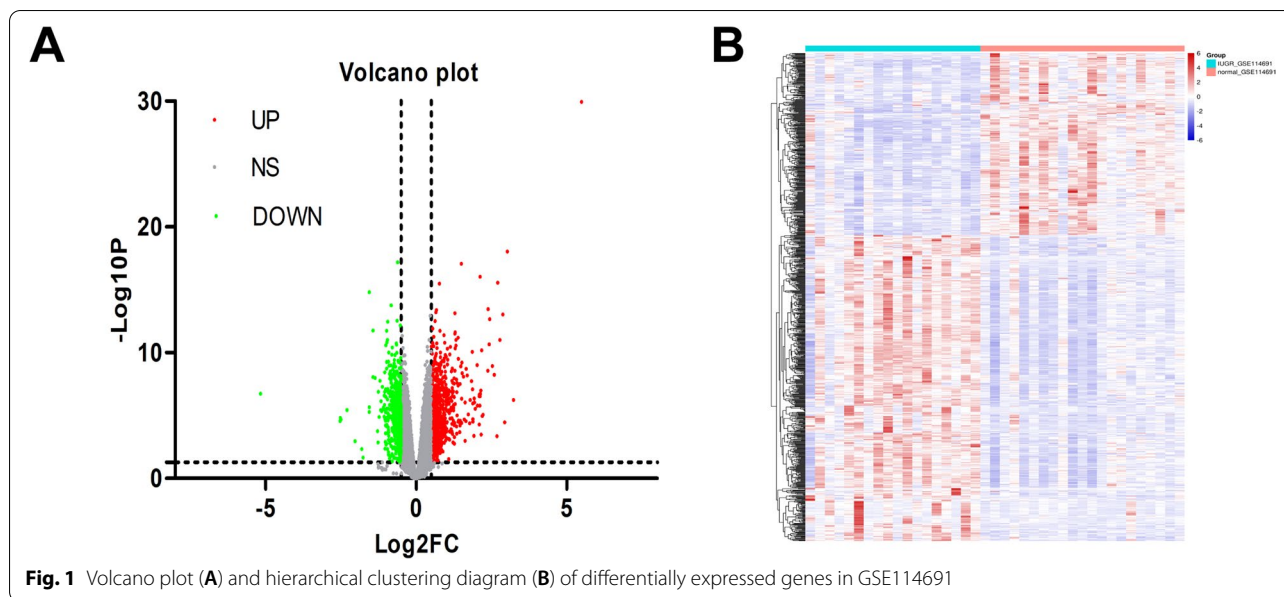 A
Volcano plot
30
20
10
0
UP
NS
DOWN
-Log10P
-5
0
5
Log2FC
B
6
4
2
0
-2
-4
-6
Group
IUGR_GSE114691
normal_GSE114691
Fig. 1 Volcano plot (A) and hierarchical clustering diagram (B) of differentially expressed genes in GSE114691